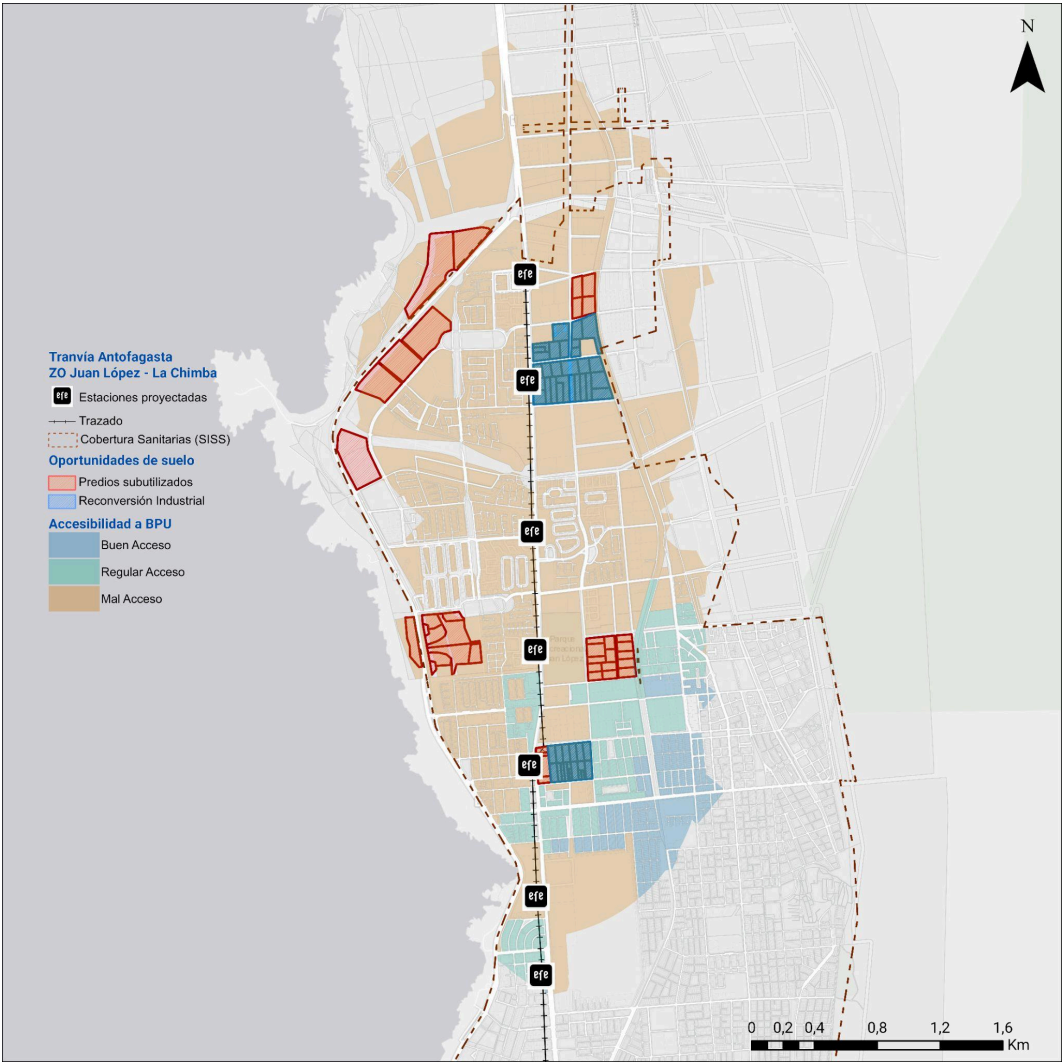 N
efe
efe
Tranvía Antofagasta
ZO Juan López - La Chimba
efe Estaciones proyectadas
Trazado
Cobertura Sanitarias (SISS)
Oportunidades de suelo
Predios subutilizados
Reconversión Industrial
Accesibilidad a BPU
Buen Acceso
Regular Acceso
Mal Acceso
efe
efe
Parque
efe
efe
efe
0 0,2 0,4 0,8 1,2 1,6
Km